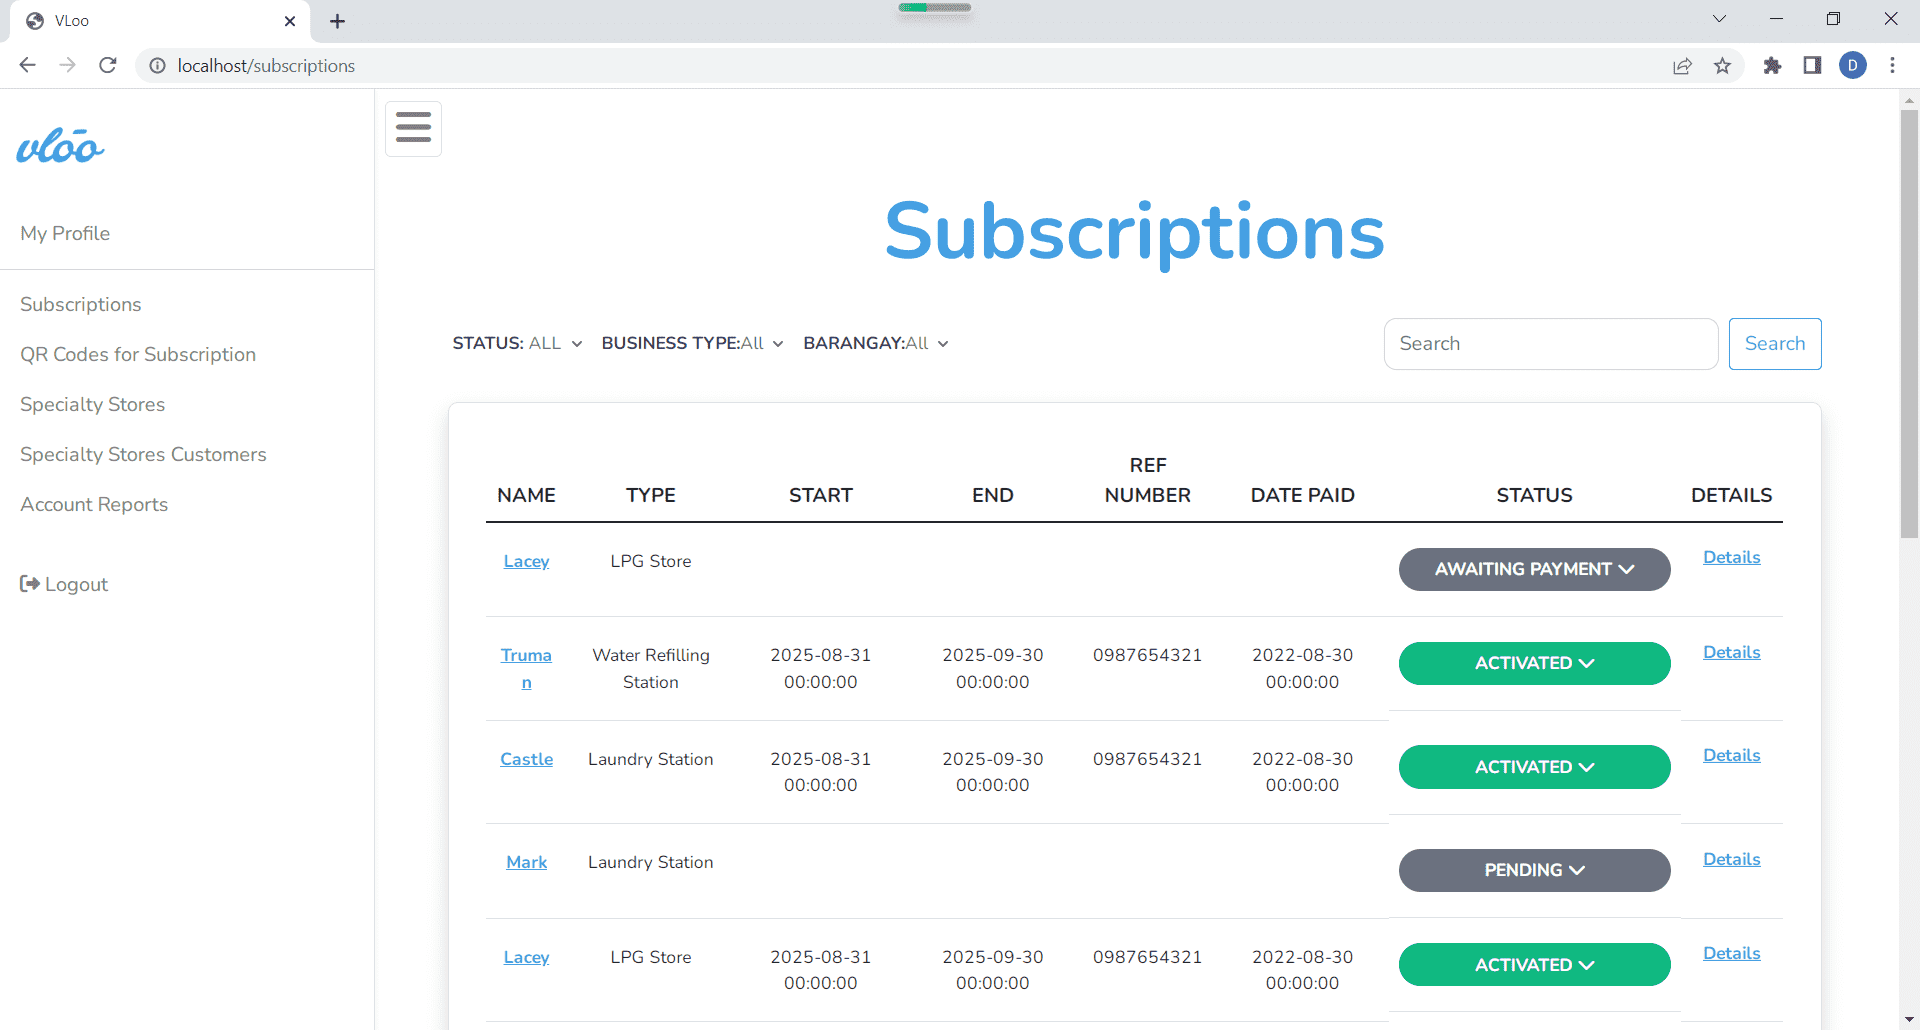 VLoo
localhost/subscriptions
D
vloo
My Profile
Subscriptions
QR Codes for Subscription
Specialty Stores
Specialty Stores Customers
Account Reports
Logout
Subscriptions
STATUS: ALL BUSINESS TYPE:All BARANGAY:All
Search Search
REF
NAME TYPE START END NUMBER DATE PAID STATUS DETAILS
Lacey LPG Store AWAITING PAYMENT Details
Truma Water Refilling 2025-08-31 2025-09-30 0987654321 2022-08-30 ACTIVATED Details
n Station 00:00:00 00:00:00 00:00:00
Castle Laundry Station 2025-08-31 2025-09-30 0987654321 2022-08-30 ACTIVATED Details
00:00:00 00:00:00 00:00:00
Mark Laundry Station PENDING Details
Lacey LPG Store 2025-08-31 2025-09-30 0987654321 2022-08-30 ACTIVATED Details
00:00:00 00:00:00 00:00:00